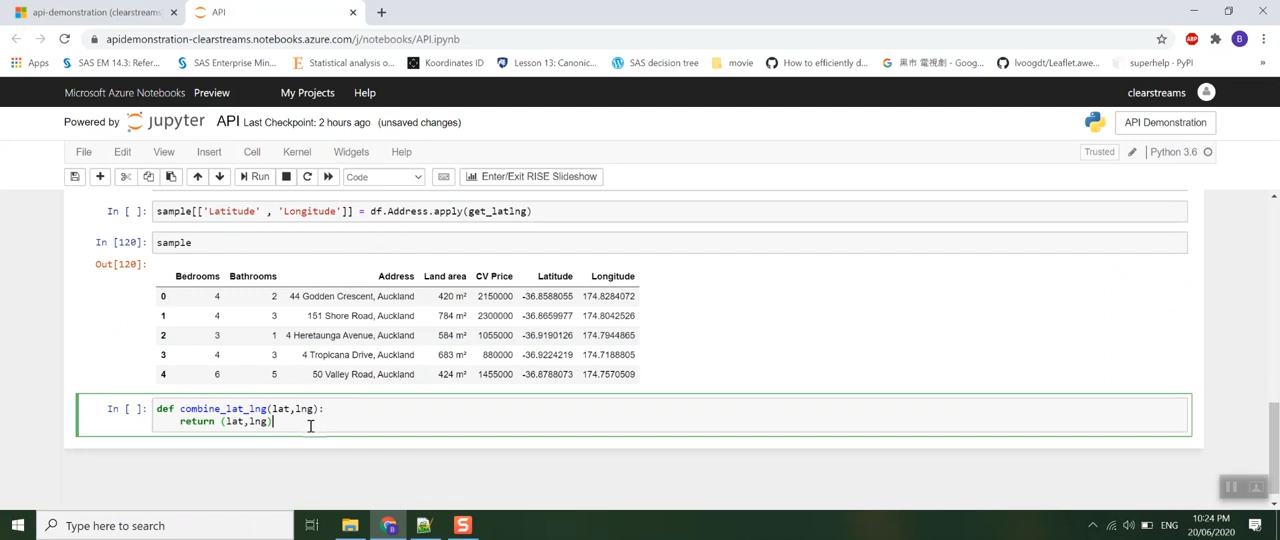 api-demonstration (clearstreams)
API
apidemonstration-clearstreams.notebooks.azure.com/j/notebooks/API.ipynb
ABP
B
Apps
SAS EM 14.3: Refer...
SAS Enterprise Min...
Statistical analysis o...
Koordinates ID
Lesson 13: Canonic...
SAS decision tree
movie
How to efficiently d...
黑市 電視劇 - Goog...
lvoogdt/Leaflet.awe...
superhelp · PyPI
Microsoft Azure Notebooks Preview My Projects Help clearstreams
Powered by jupyter API Last Checkpoint: 2 hours ago (unsaved changes) API Demonstration
File Edit View Insert Cell Kernel Widgets Help Trusted Python 3.6
Run Code Enter/Exit RISE Slideshow
In [ ]: sample[['Latitude' , 'Longitude']] = df.Address.apply(get_latlng)
In [120] sample
Out[120]:
Bedrooms Bathrooms Address Land area CV Price Latitude Longitude
0 4 2 44 Godden Crescent, Auckland 420 m² 2150000 -36.8588055 174.8284072
1 4 3 151 Shore Road, Auckland 784 m² 2300000 -36.8659977 174.8042526
2 3 1 4 Heretaunga Avenue, Auckland 584 m² 1055000 -36.9190126 174.7944865
3 4 3 4 Tropicana Drive, Auckland 683 m² 880000 -36.9224219 174.7188805
4 6 5 50 Valley Road, Auckland 424 m² 1455000 -36.8788073 174.7570509
In [ ]: def combine_lat_lng(lat,lng):
return (lat,lng)
Type here to search
ENG
10:24 PM
20/06/2020